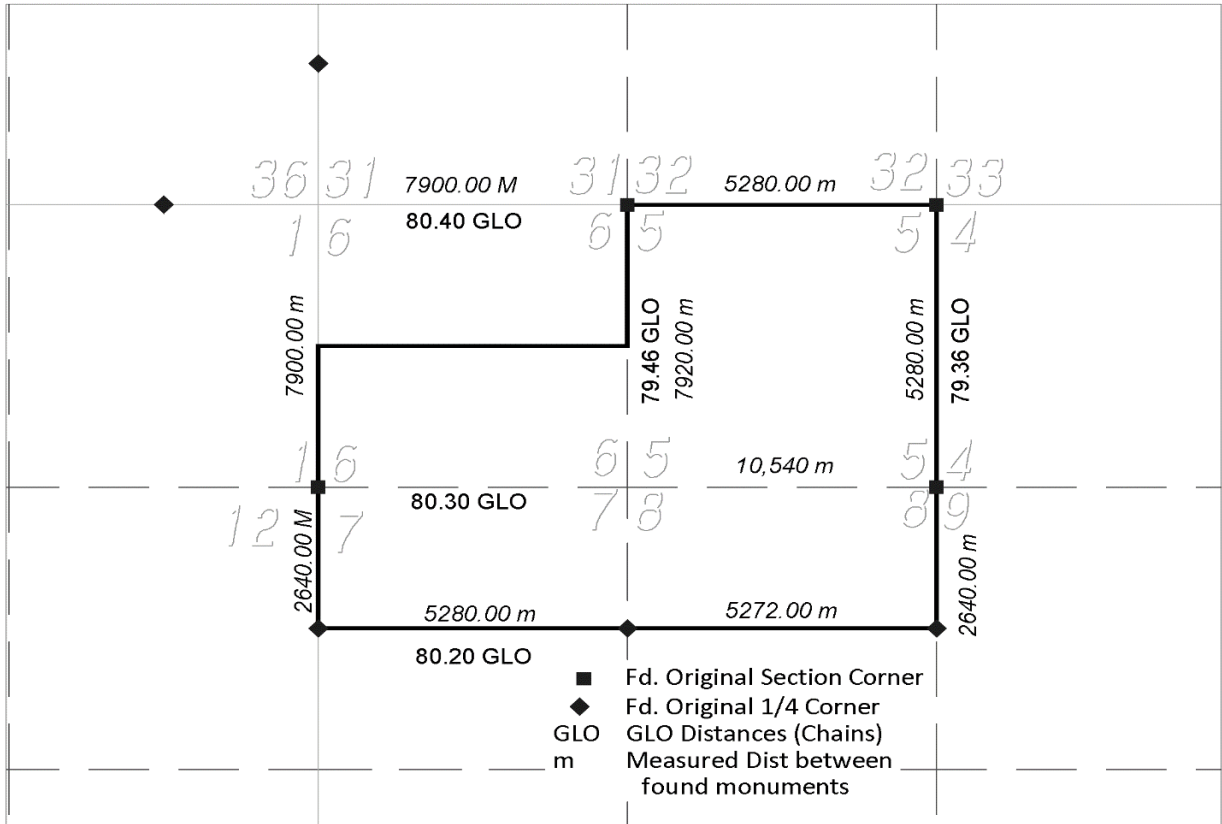 36 31
7900.00 M
31 32
5280.00 m
32 33
1 6
80.40 GLO
6 5
5 4
7900.00 m
79.46 GLO
7920.00 m
5280.00 m
79.36 GLO
1 6
6 5
10,540 m
5 4
12 7
80.30 GLO
7 8
8 9
2640.00 M
5280.00 m
5272.00 m
2640.00 m
80.20 GLO
Fd. Original Section Corner
Fd. Original 1/4 Corner
GLO GLO Distances (Chains)
m Measured Dist between
found monuments